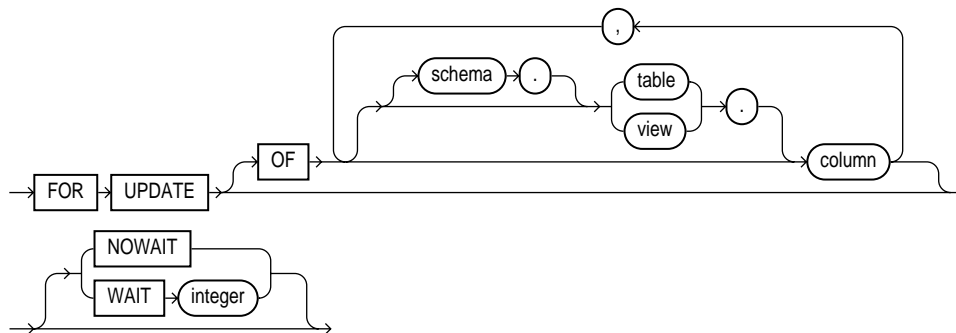 ,
schema . table
view .
OF column
FOR UPDATE
NOWAIT
WAIT integer